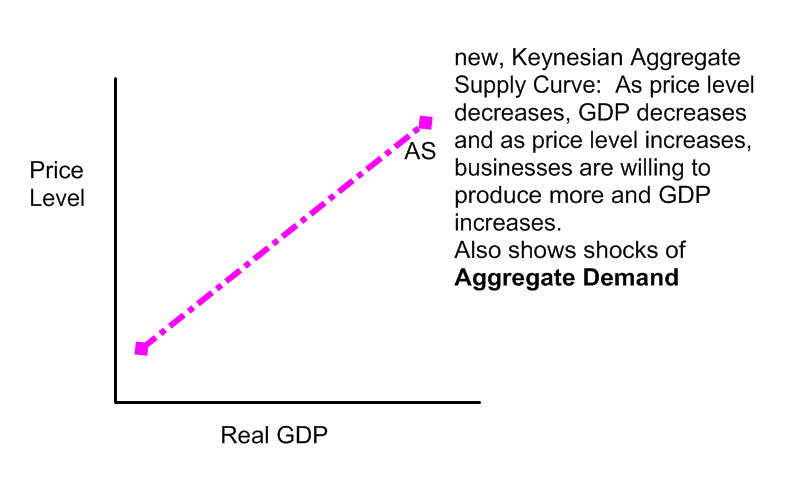 new, Keynesian Aggregate
Supply Curve:  As price level
decreases, GDP decreases
and as price level increases,
businesses are willing to
produce more and GDP
increases.
Also shows shocks of
Aggregate Demand
AS
Price
Level
Real GDP